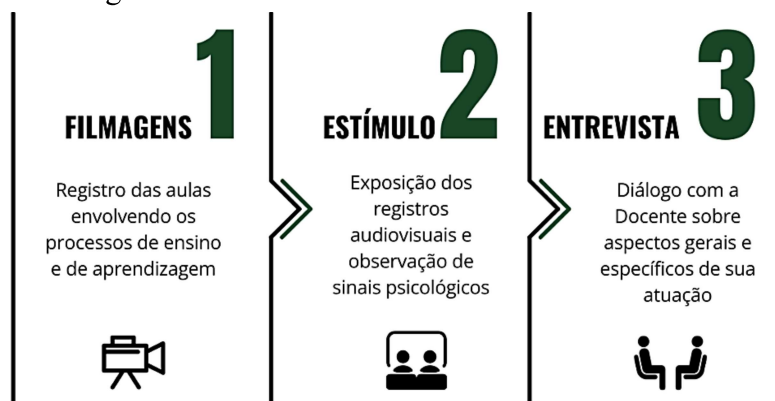 1
FILMAGENS
Registro das aulas
envolvendo os
processos de ensino
e de aprendizagem
2
ESTÍMULO
Exposição dos
registros
audiovisuais e
observação de
sinais psicológicos
3
ENTREVISTA
Diálogo com a
Docente sobre
aspectos gerais e
específicos de sua
atuação